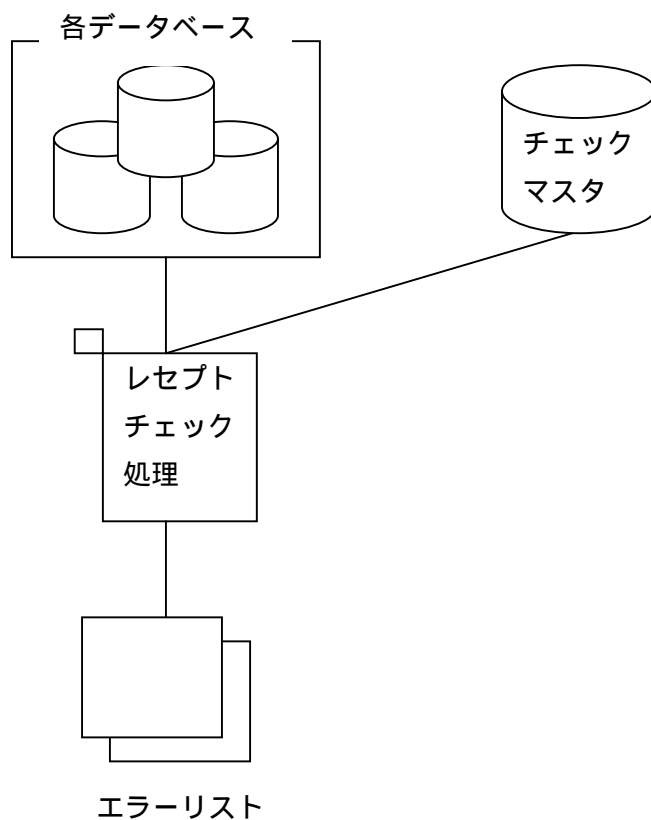 各データベース
チェック
マスタ
レセプト
チェック
処理
エラーリスト